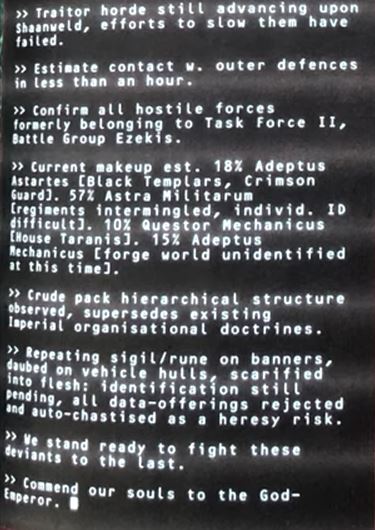 >> Traitor horde still advancing upon
Shaanweld, efforts to slow them have
failed.
>> Estimate contact w. outer defences
in less than an hour.
>> Confirm all hostile forces
formerly belonging to Task Force II,
Battle Group Ezekis.
>> Current makeup est. 18% Adeptus
Astartes [Black Templars, Crimson
Guard]. 57% Astra Militarum
[regiments intermingled, individ. ID
difficult]. 10% Questor Mechanicus
[House Taranis]. 15% Adeptus
Mechanicus [forge world unidentified
at this time].
>> Crude pack hierarchical structure
observed, supersedes existing
Imperial organisational doctrines.
>> Repeating sigil/rune on banners,
daubed on vehicle hulls, scarified
into flesh: identification still
pending, all data-offerings rejected
and auto-chastised as a heresy risk.
>> We stand ready to fight these
deviants to the last.
>> Commend our souls to the God-
Emperor.